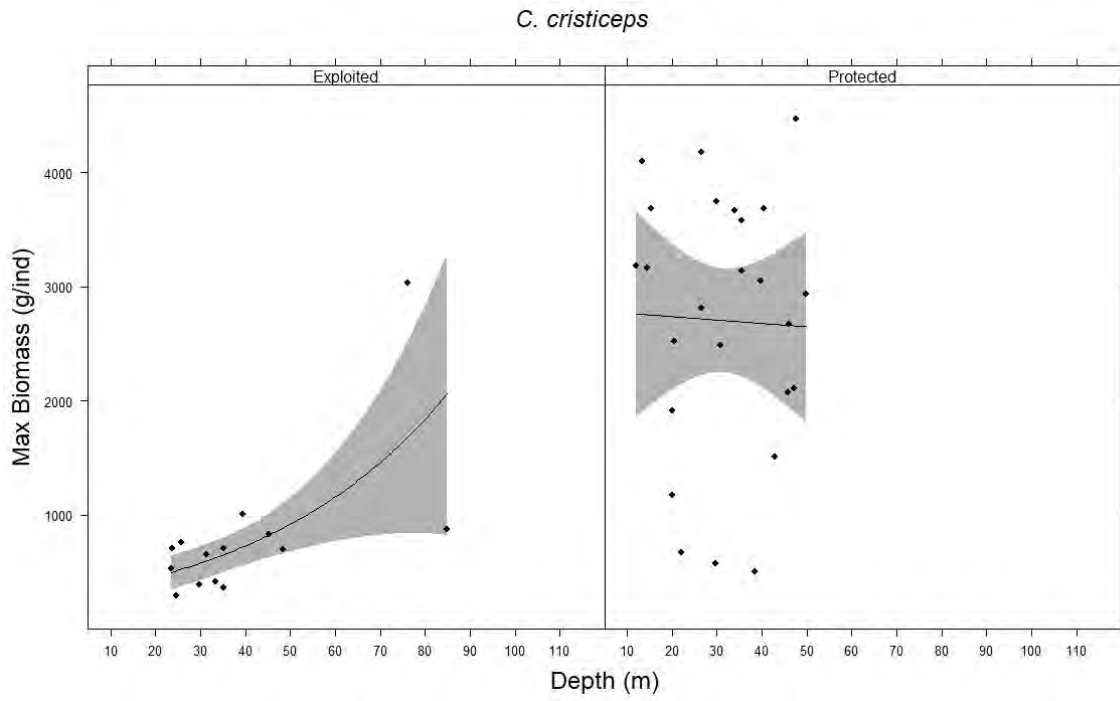 C. cristiceps
Exploited Protected
Max Biomass (g/ind)
4000
3000
2000
1000
10 20 30 40 50 60 70 80 90 100 110 10 20 30 40 50 60 70 80 90 100 110
Depth (m)